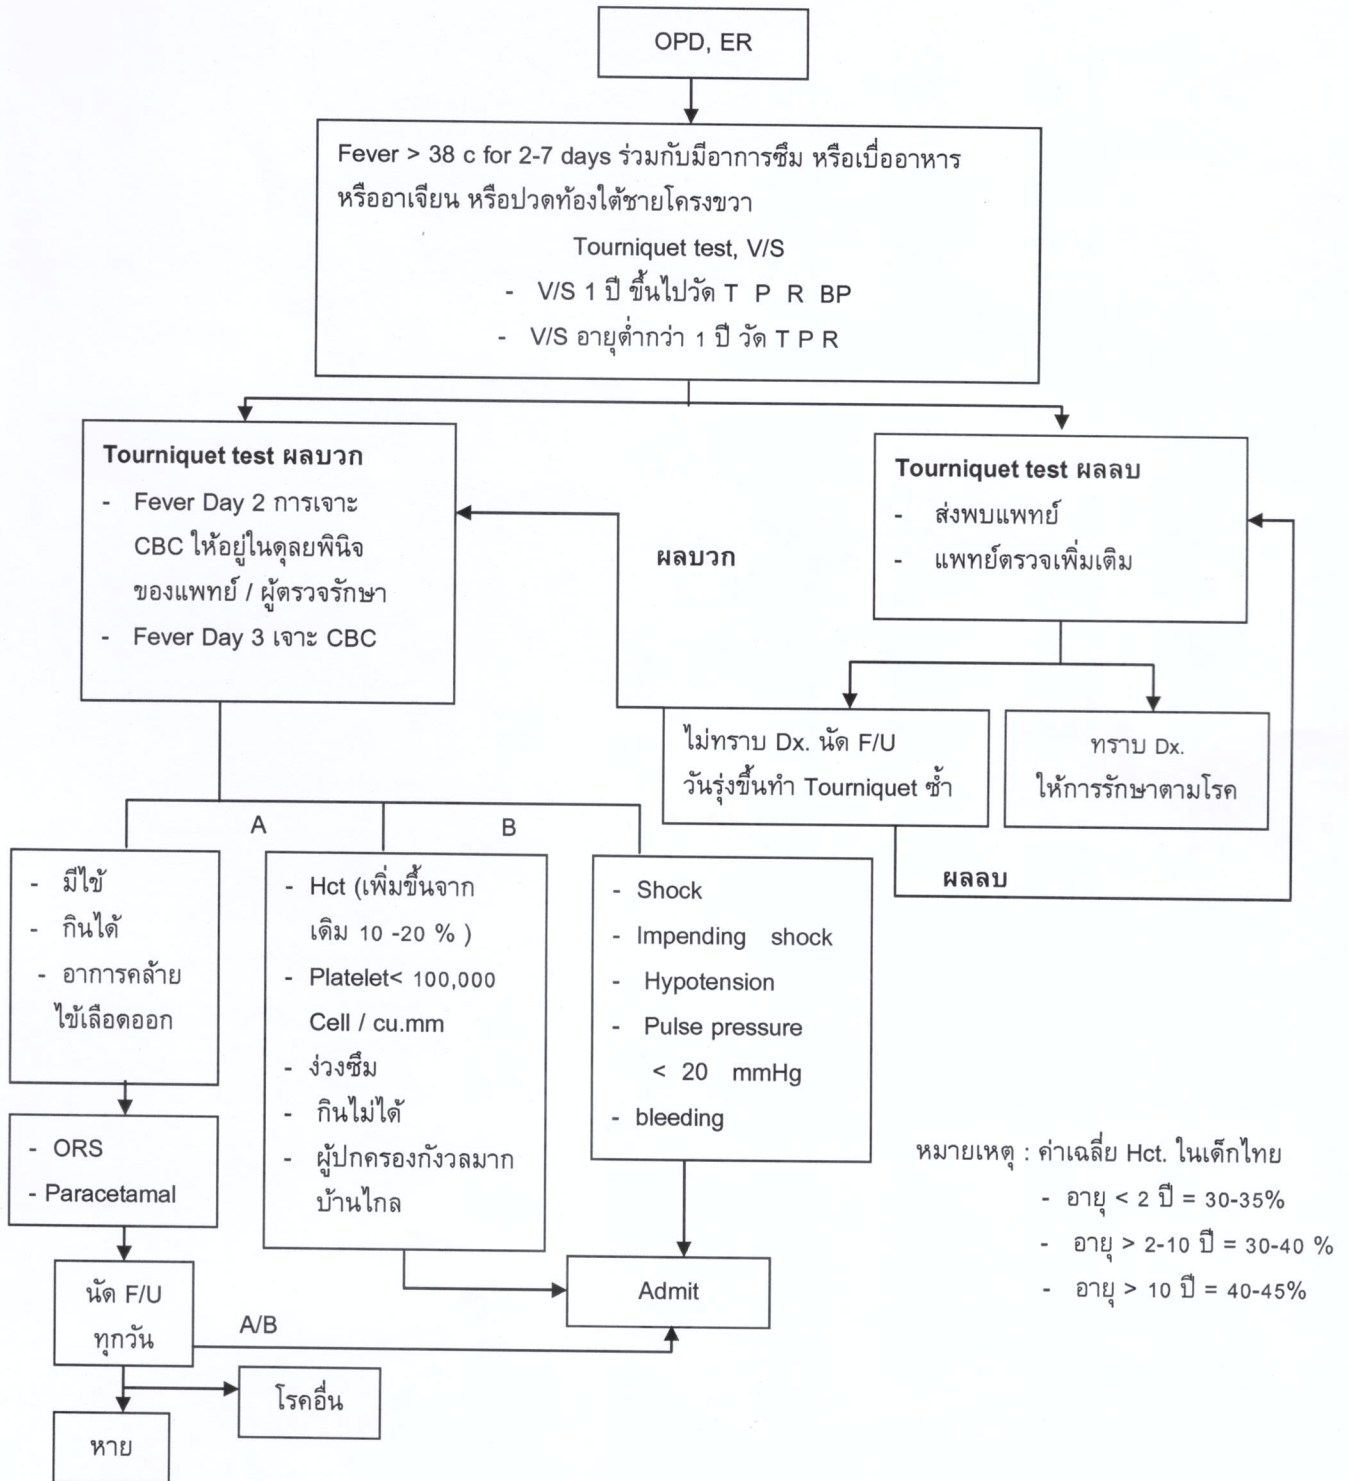 OPD, ER
Fever > 38 c for 2-7 days ร่วมกับมีอาการซึม หรือเบื่ออาหาร
หรืออาเจียน หรือปวดท้องใต้ชายโครงขวา
Tourniquet test, V/S
- V/S 1 ปี ขึ้นไปวัด T P R BP
- V/S อายุต่ำกว่า 1 ปี วัด T P R
Tourniquet test ผลบวก
- Fever Day 2 การเจาะ
CBC ให้อยู่ในดุลยพินิจ
ของแพทย์ / ผู้ตรวจรักษา
- Fever Day 3 เจาะ CBC
ผลบวก
Tourniquet test ผลลบ
- ส่งพบแพทย์
- แพทย์ตรวจเพิ่มเติม
ไม่ทราบ Dx. นัด F/U
วันรุ่งขึ้นทำ Tourniquet ซ้ำ
ทราบ Dx.
ให้การรักษาตามโรค
ผลลบ
A
B
- มีไข้
- กินได้
- อาการคล้าย
ไข้เลือดออก
- Hct (เพิ่มขึ้นจาก
เดิม 10 -20 % )
- Platelet< 100,000
Cell / cu.mm
- ง่วงซึม
- กินไม่ได้
- ผู้ปกครองกังวลมาก
บ้านไกล
- Shock
- Impending shock
- Hypotension
- Pulse pressure
< 20 mmHg
- bleeding
- ORS
- Paracetamal
นัด F/U
ทุกวัน
A/B
Admit
โรคอื่น
หาย
หมายเหตุ : ค่าเฉลี่ย Hct. ในเด็กไทย
- อายุ < 2 ปี = 30-35%
- อายุ > 2-10 ปี = 30-40 %
- อายุ > 10 ปี = 40-45%